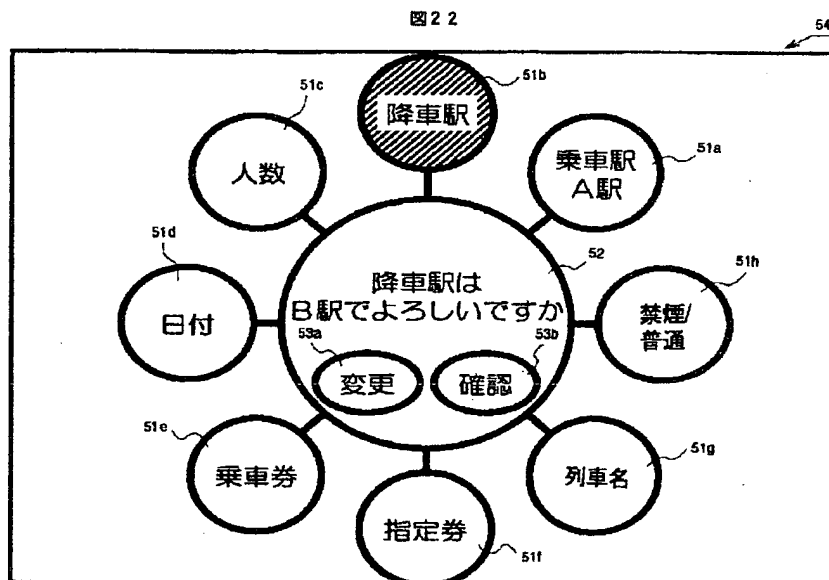 図22
54
51b
降車駅
51c
人数
51a
乗車駅
A駅
51d
日付
52
降車駅は
B駅でよろしいですか
51h
禁煙/
普通
53a
変更
53b
確認
51e
乗車券
51g
列車名
指定券
51f